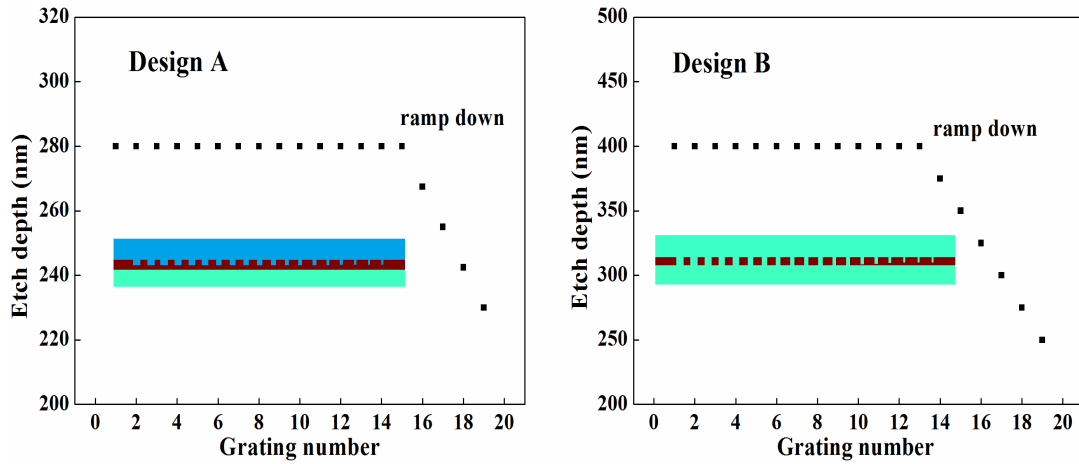 Design A
ramp down
Etch depth (nm)
320
300
280
260
240
220
200
0 2 4 6 8 10 12 14 16 18 20
Grating number
Design B
ramp down
Etch depth (nm)
500
450
400
350
300
250
200
0 2 4 6 8 10 12 14 16 18 20
Grating number